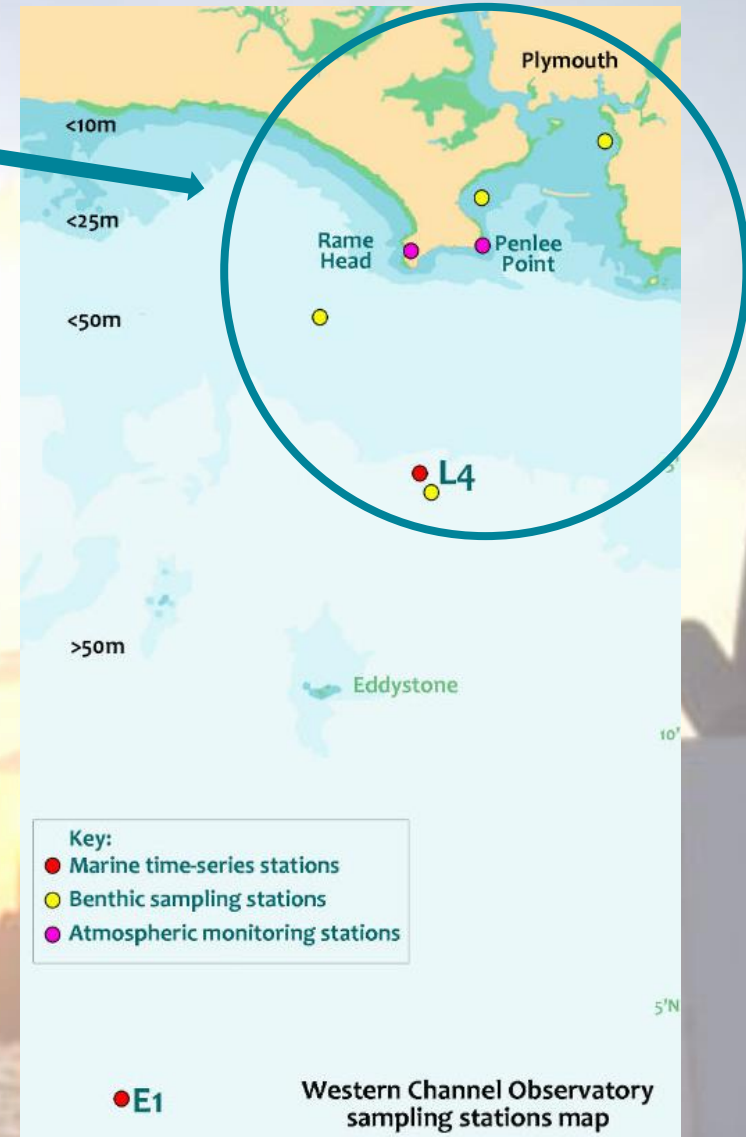 Plymouth
<10m
<25m
Rame
Head
Penlee
Point
<50m
L4
>50m
Eddystone
10'
Key:
Marine time-series stations
Benthic sampling stations
Atmospheric monitoring stations
5'N
E1
Western Channel Observatory
sampling stations map